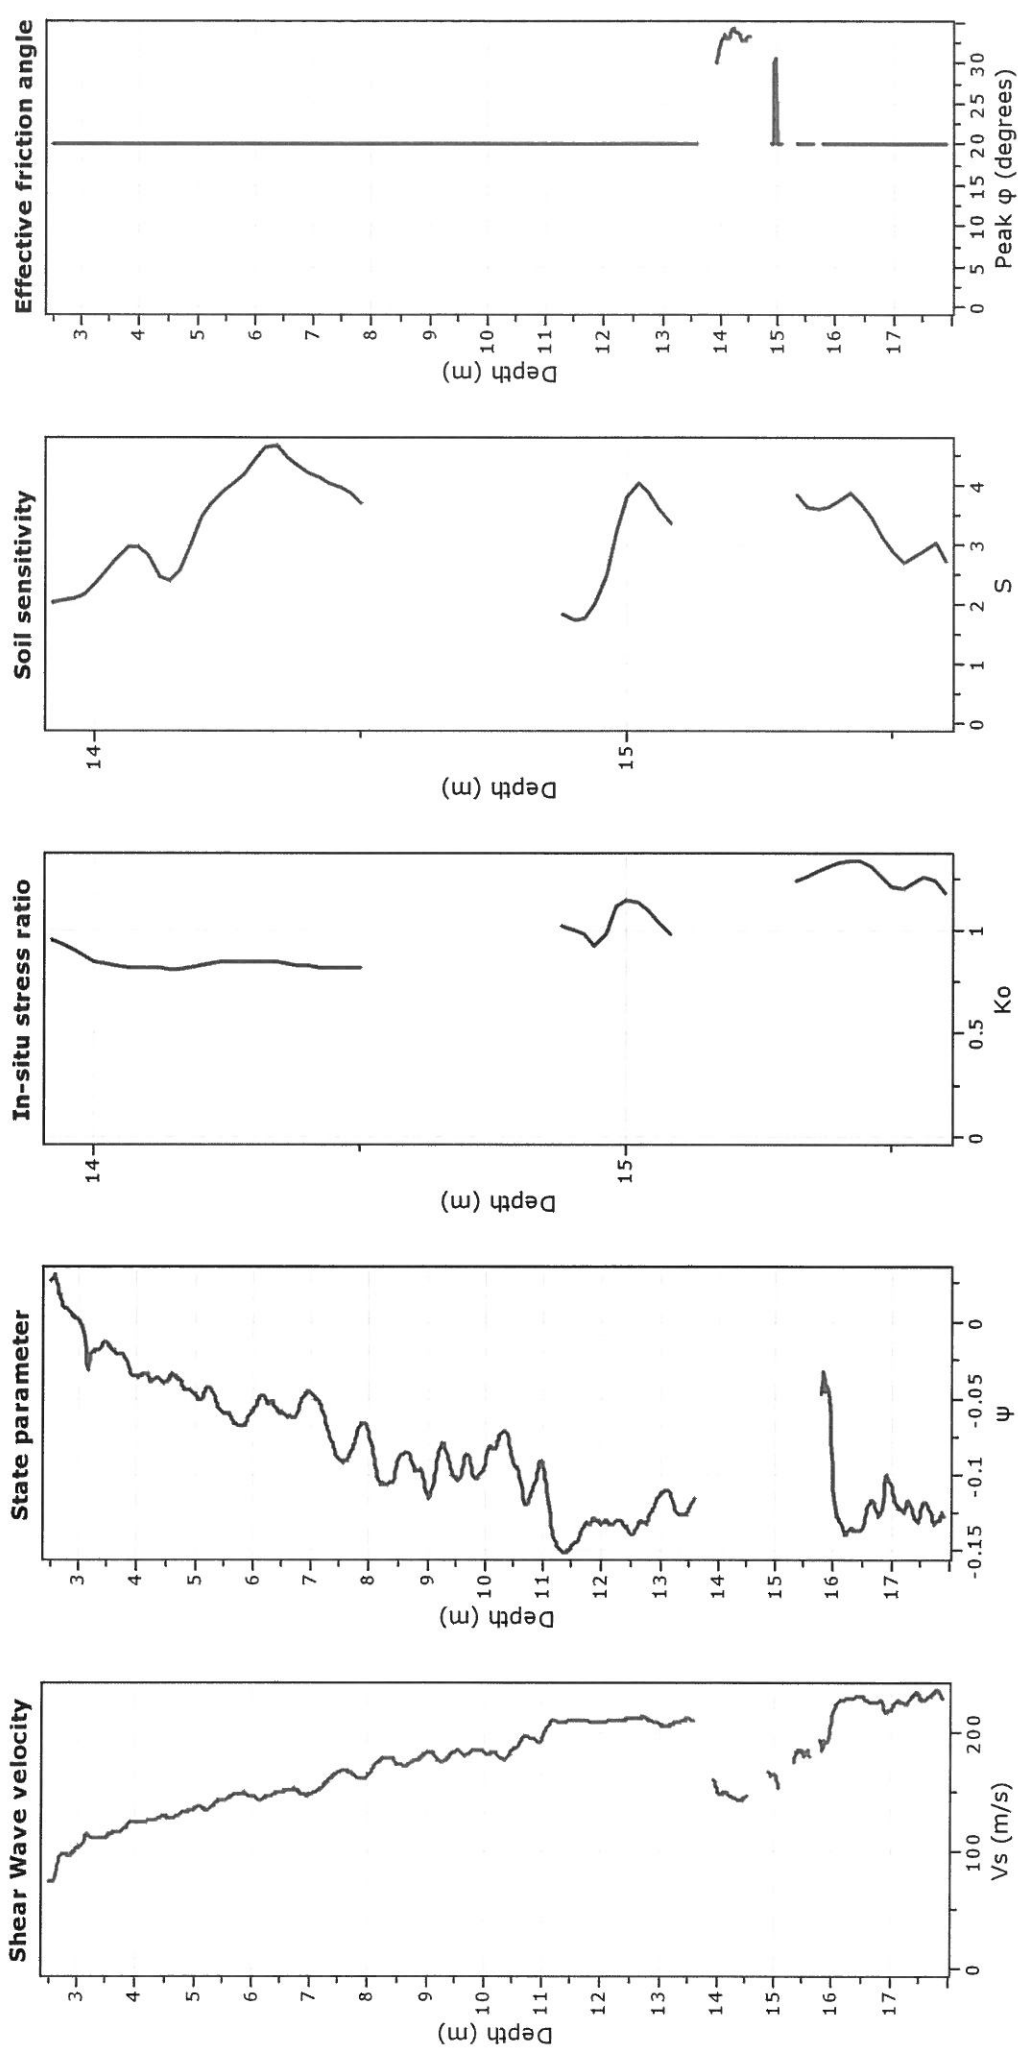 Shear Wave velocity
3
4
5
6
7
8
9
10
11
12
13
14
15
16
17
Depth (m)
0 100 200
Vs (m/s)
State parameter
3
4
5
6
7
8
9
10
11
12
13
14
15
16
17
Depth (m)
-0.15 -0.1 -0.05 0
ψ
In-situ stress ratio
14
15
Depth (m)
0 0.5 1
Ko
Soil sensitivity
14
15
Depth (m)
0 1 2 3 4
S
Effective friction angle
3
4
5
6
7
8
9
10
11
12
13
14
15
16
17
Depth (m)
0 5 10 15 20 25 30
Peak φ (degrees)